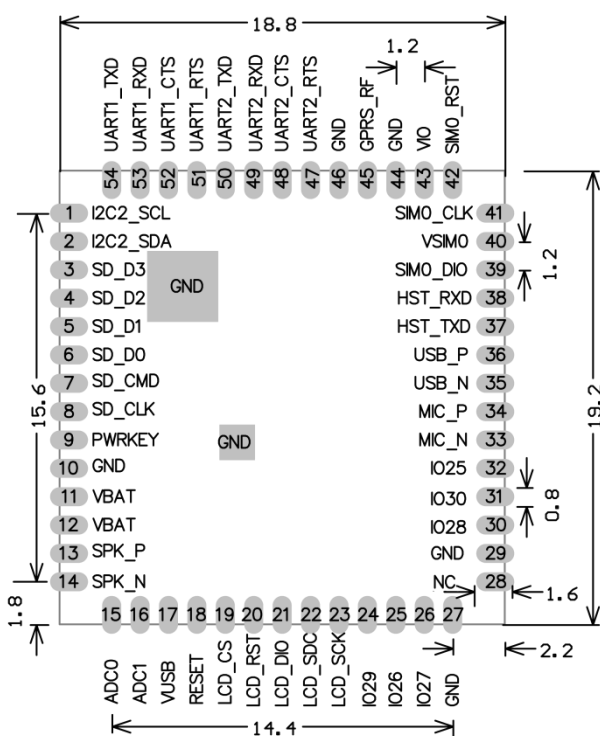 18.8
1.2
UART1_TXD
UART1_RXD
UART1_CTS
UART1_RTS
UART2_TXD
UART2_RXD
UART2_CTS
UART2_RTS
GND
GPRS_RF
GND
VIO
SIM0_RST
54 53 52 51 50 49 48 47 46 45 44 43 42
1 I2C2_SCL SIM0_CLK 41
2 I2C2_SDA VSIM0 40
3 SD_D3 GND SIM0_DIO 39
1.2
4 SD_D2 HST_RXD 38
5 SD_D1 HST_TXD 37
6 SD_D0 USB_P 36
7 SD_CMD USB_N 35
15.6
19.2
8 SD_CLK MIC_P 34
9 PWRKEY GND MIC_N 33
10 GND IO25 32
11 VBAT IO30 31
0.8
12 VBAT IO28 30
13 SPK_P GND 29
14 SPK_N NC 28
1.8
1.6
15 16 17 18 19 20 21 22 23 24 25 26 27
2.2
ADC0
ADC1
VUSB
RESET
LCD_CS
LCD_RST
LCD_DIO
LCD_SDC
LCD_SCK
IO29
IO26
IO27
GND
14.4